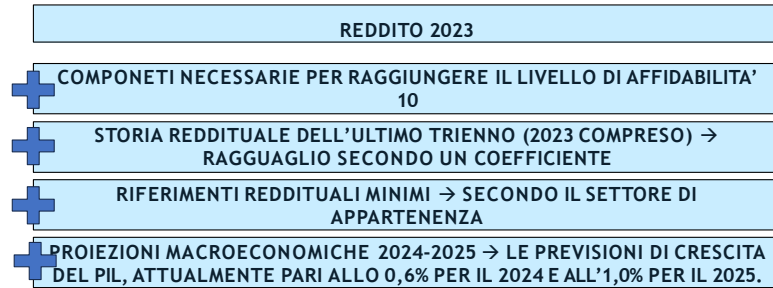 REDDITO 2023
COMPONETI NECESSARIE PER RAGGIUNGERE IL LIVELLO DI AFFIDABILITA’
10
STORIA REDDITUALE DELL’ULTIMO TRIENNO (2023 COMPRESO) →
RAGGUAGLIO SECONDO UN COEFFICIENTE
RIFERIMENTI REDDITUALI MINIMI → SECONDO IL SETTORE DI
APPARTENENZA
PROIEZIONI MACROECONOMICHE 2024-2025 → LE PREVISIONI DI CRESCITA
DEL PIL, ATTUALMENTE PARI ALLO 0,6% PER IL 2024 E ALL’1,0% PER IL 2025.